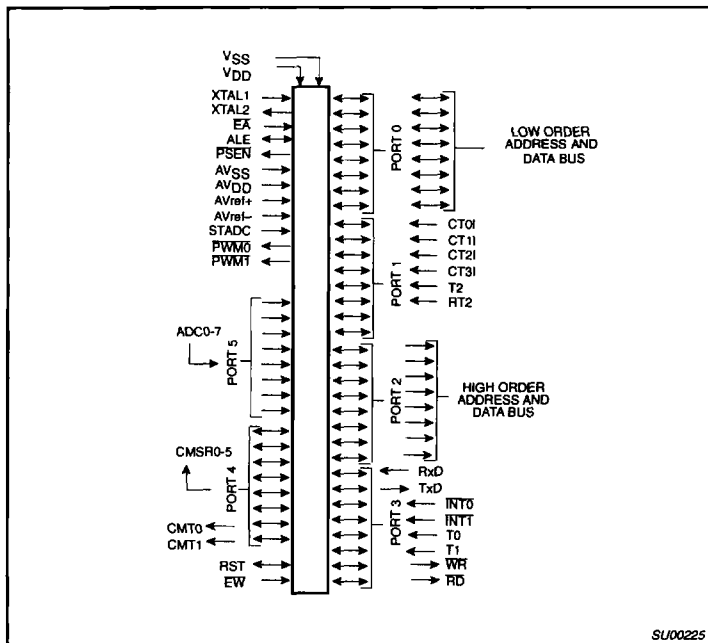 VSS
VDD
XTAL1
XTAL2
EA
ALE
PSEN
AVSS
AVDD
AVref+
AVref–
STADC
PWM0
PWM1
ADC0-7
PORT 5
CMSR0-5
PORT 4
CMT0
CMT1
RST
EW
PORT 0
LOW ORDER
ADDRESS AND
DATA BUS
PORT 1
CT0I
CT1I
CT2I
CT3I
T2
RT2
PORT 2
HIGH ORDER
ADDRESS AND
DATA BUS
PORT 3
RxD
TxD
INT0
INT1
T0
T1
WR
RD
SU00225